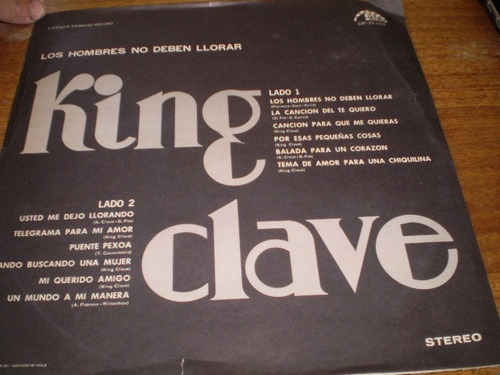 LOS HOMBRES NO DEBEN LLORAR
King
Clave
LADO 1
LOS HOMBRES NO DEBEN LLORAR
LA CANCION DEL TE QUIERO
CANCION PARA QUE ME QUIERAS
(King Clave)
POR ESAS PEQUEÑAS COSAS
(King Clave)
BALADA PARA UN CORAZON
TEMA DE AMOR PARA UNA CHIQUILINA
(King Clave)
LADO 2
USTED ME DEJO LLORANDO
TELEGRAMA PARA MI AMOR
(King Clave)
PUENTE PEXOA
ANDO BUSCANDO UNA MUJER
(King Clave)
MI QUERIDO AMIGO
(King Clave)
UN MUNDO A MI MANERA
STEREO